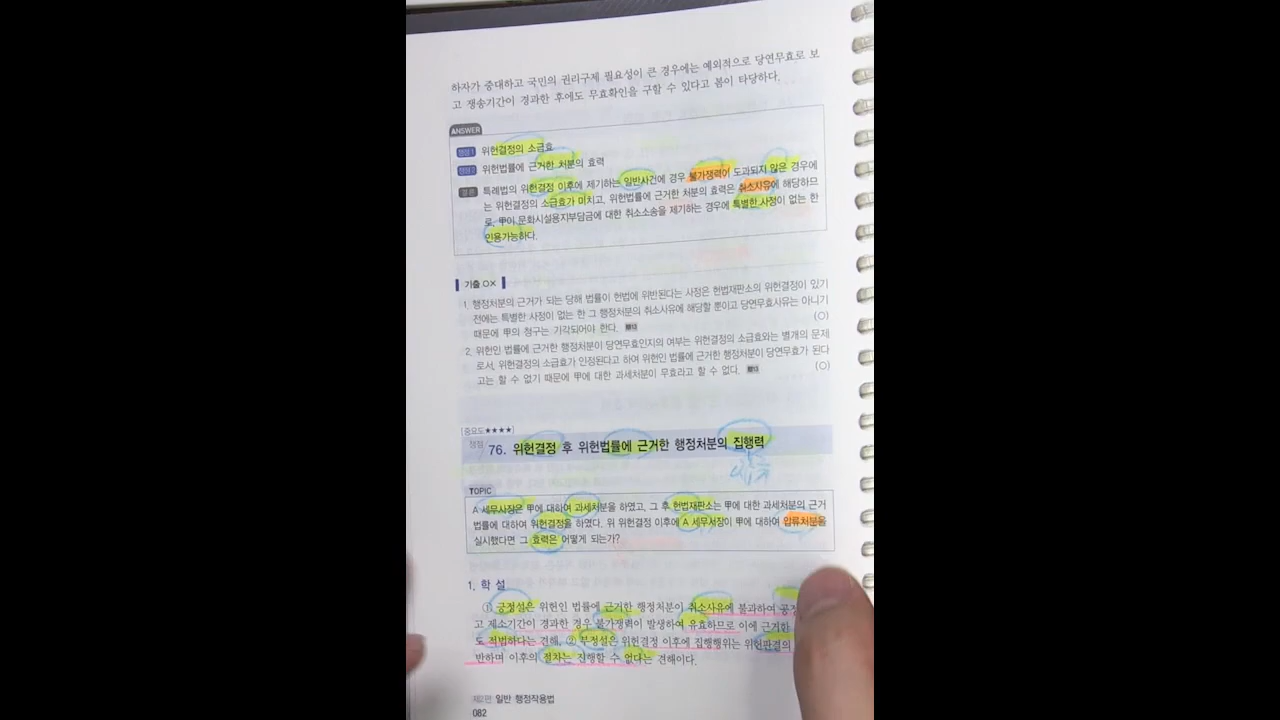 하자가 중대하고 국민의 권리구제 필요성이 큰 경우에는 예외적으로 당연무효로 보
고 쟁송기간이 경과한 후에도 무효확인을 구할 수 있다고 봄이 타당하다.
ANSWER
쟁점1 위헌결정의 소급효
쟁점2 위헌법률에 근거한 처분의 효력
결론 특례법의 위헌결정 이후에 제기하는 일반사건에 경우 불가쟁력이 도과되지 않은 경우에
는 위헌결정의 소급효가 미치고, 위헌법률에 근거한 처분의 효력은 취소사유에 해당하므
로, 甲이 문화시설용지부담금에 대한 취소소송을 제기하는 경우에 특별한 사정이 없는 한
인용가능하다.
기출 OX
1. 행정처분의 근거가 되는 당해 법률이 헌법에 위반된다는 사정은 헌법재판소의 위헌결정이 있기
전에는 특별한 사정이 없는 한 그 행정처분의 취소사유에 해당할 뿐이고 당연무효사유는 아니기
때문에 甲의 청구는 가각되어야 한다. (O)
2. 위헌인 법률에 근거한 행정처분이 당연무효인지의 여부는 위헌결정의 소급효와는 별개의 문제
로서, 위헌결정의 소급효가 인정된다고 하여 위헌인 법률에 근거한 행정처분이 당연무효가 된다
고는 할 수 없기 때문에 甲에 대한 과세처분이 무효라고 할 수 없다. (O)
[중요도★★★★]
쟁점 76. 위헌결정 후 위헌법률에 근거한 행정처분의 집행력
TOPIC
A 세무사장은 甲에 대하여 과세처분을 하였고, 그 후 헌법재판소는 甲에 대한 과세처분의 근거
법률에 대하여 위헌결정을 하였다. 위 위헌결정 이후에 A 세무서장이 甲에 대하여 압류처분을
실시했다면 그 효력은 어떻게 되는가?
1. 학 설
① 긍정설은 위헌인 법률에 근거한 행정처분이 취소사유에 불과하여 공정
고 제소기간이 경과한 경우 불가쟁력이 발생하여 유효하므로 이에 근거한
도 적법하다는 견해, ② 부정설은 위헌결정 이후에 집행행위는 위헌판결의
반하며 이후의 절차는 진행할 수 없다는 견해이다.
제2편 일반 행정작용법
082